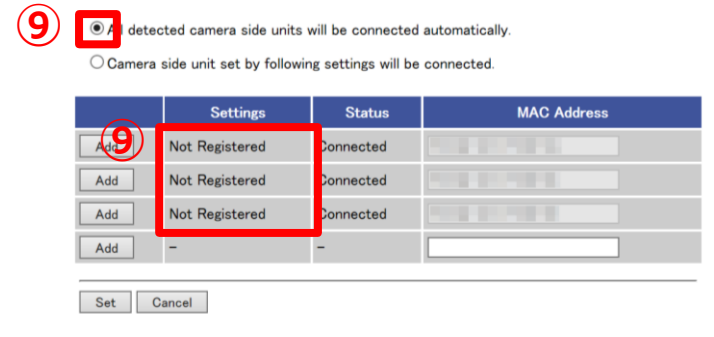 ⑨ All detected camera side units will be connected automatically.
Camera side unit set by following settings will be connected.
Settings Status MAC Address
⑨
Add Not Registered Connected
Add Not Registered Connected
Add Not Registered Connected
Add - -
Set Cancel